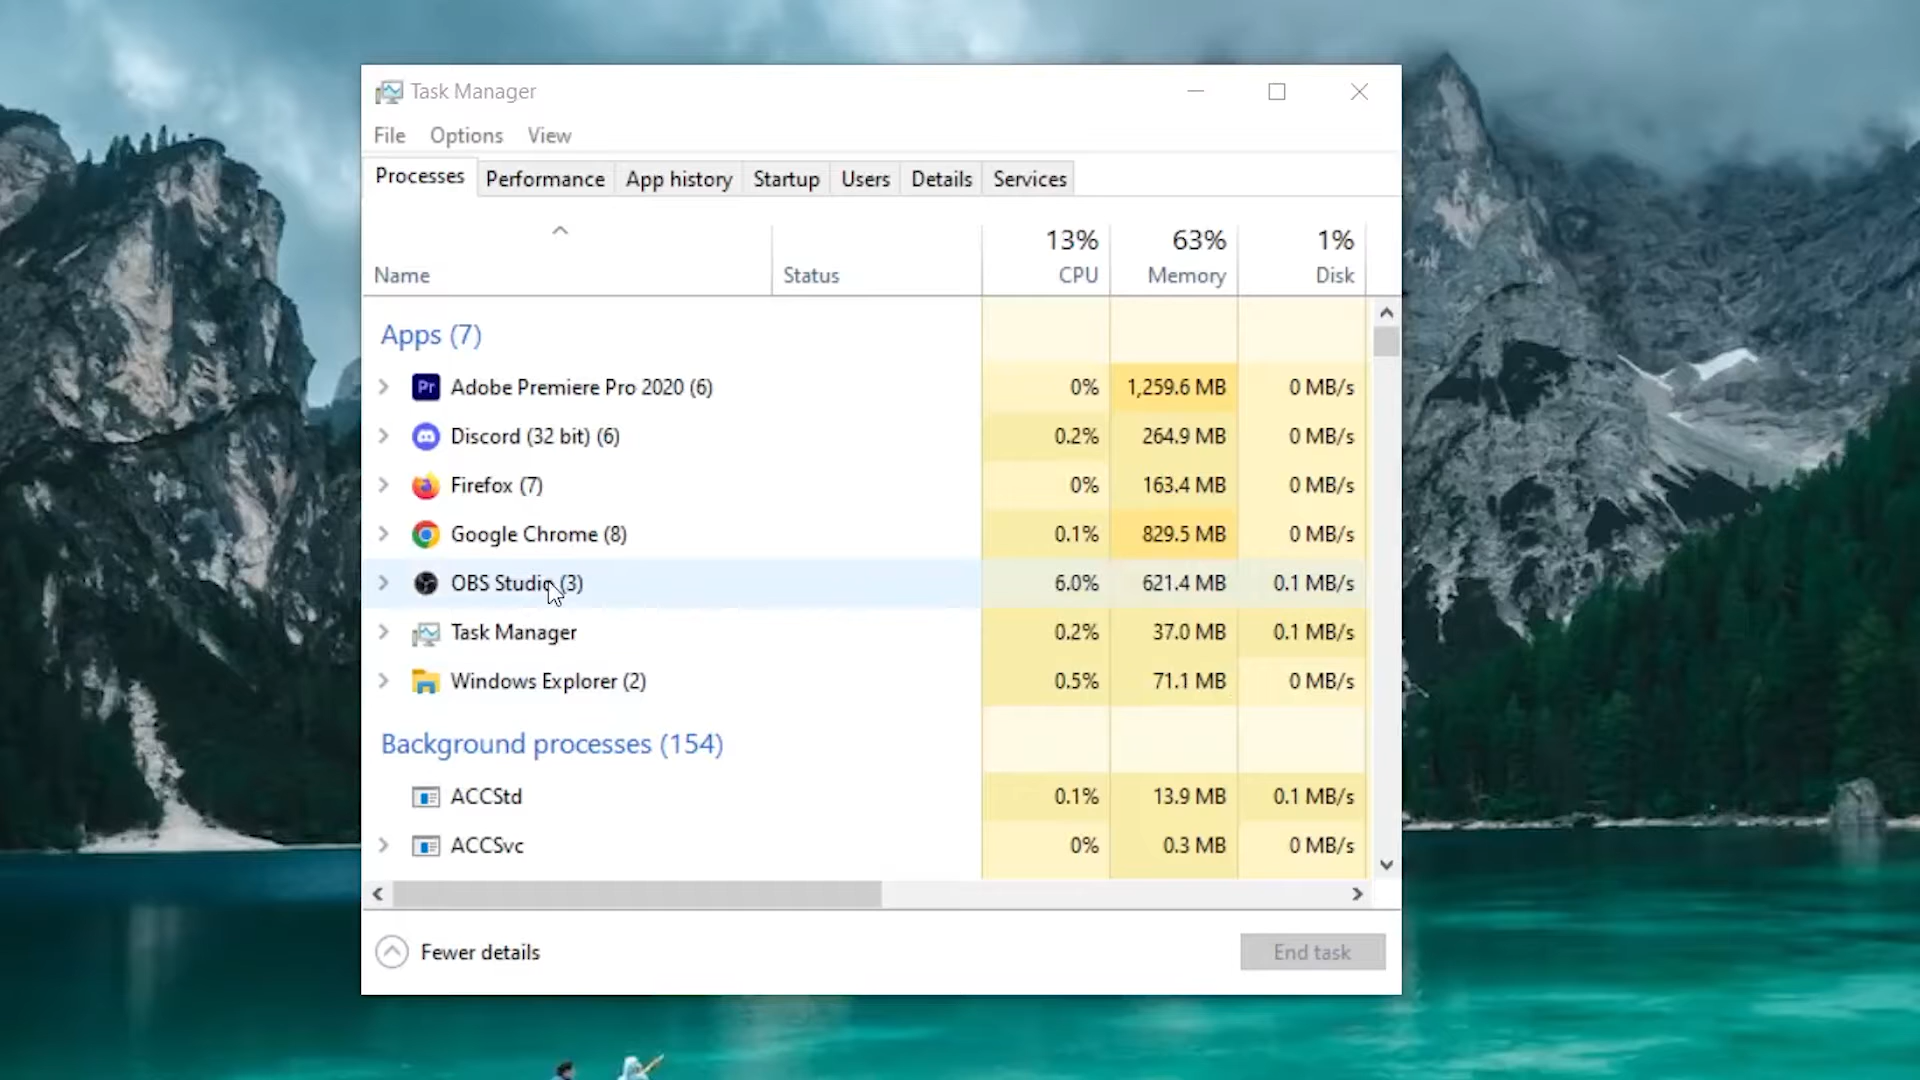 Task Manager
File Options View
Processes Performance App history Startup Users Details Services
13% 63% 1%
Name Status CPU Memory Disk
Apps (7)
Pr Adobe Premiere Pro 2020 (6) 0% 1,259.6 MB 0 MB/s
Discord (32 bit) (6) 0.2% 264.9 MB 0 MB/s
Firefox (7) 0% 163.4 MB 0 MB/s
Google Chrome (8) 0.1% 829.5 MB 0 MB/s
OBS Studio (3) 6.0% 621.4 MB 0.1 MB/s
Task Manager 0.2% 37.0 MB 0.1 MB/s
Windows Explorer (2) 0.5% 71.1 MB 0 MB/s
Background processes (154)
ACCStd 0.1% 13.9 MB 0.1 MB/s
ACCSvc 0% 0.3 MB 0 MB/s
Fewer details End task